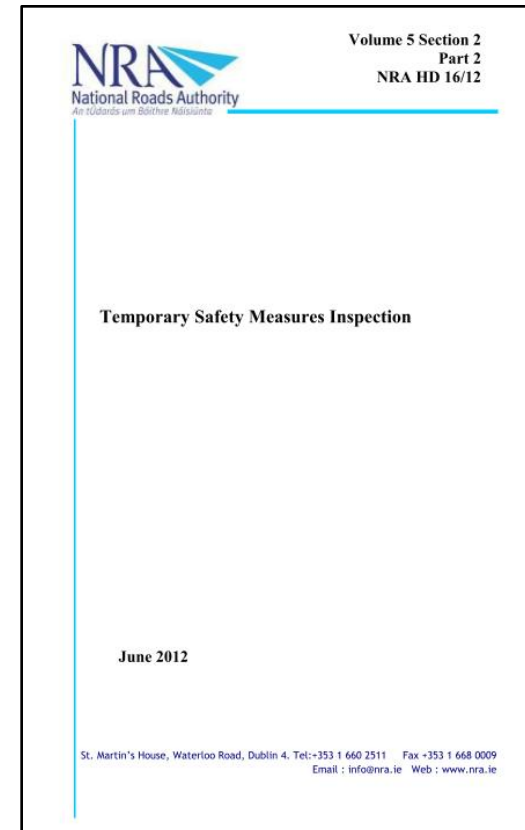 Volume 5 Section 2
Part 2
NRA HD 16/12
NRA
National Roads Authority
An tÚdarás um Bóithre Náisiúnta
Temporary Safety Measures Inspection
June 2012
St. Martin's House, Waterloo Road, Dublin 4. Tel:+353 1 660 2511 Fax +353 1 668 0009
Email : info@nra.ie Web : www.nra.ie